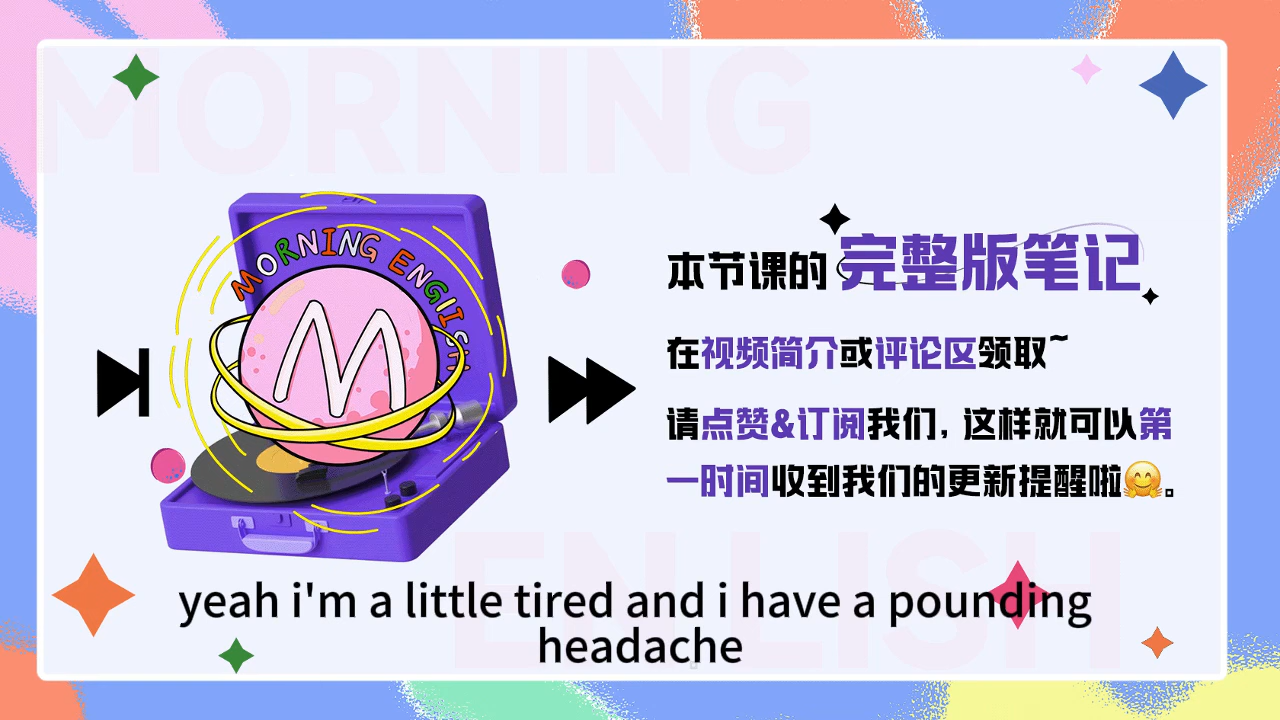 MORNING
MORNING ENGLISH
M
本节课的 完整版笔记
在视频简介或评论区领取~
请点赞&订阅我们，这样就可以第
一时间收到我们的更新提醒啦🤗。
ENGLISH
yeah i'm a little tired and i have a pounding
headache